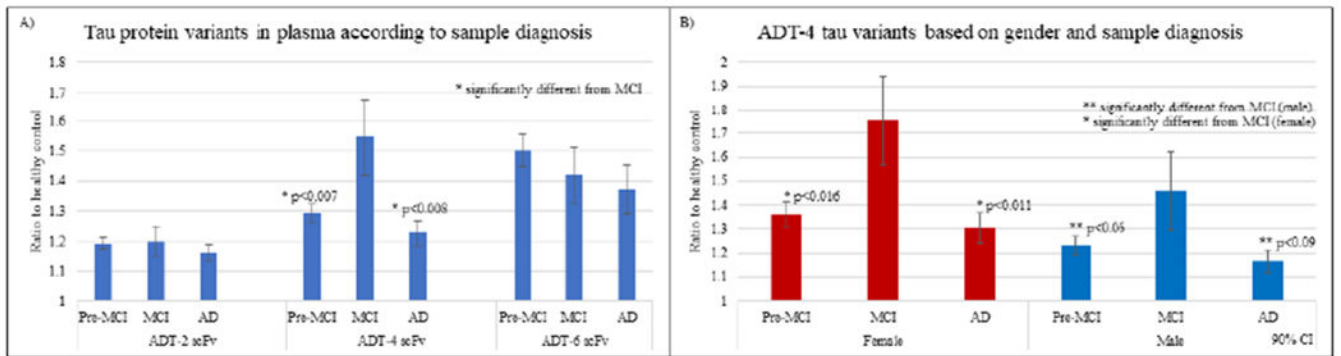 A)
Tau protein variants in plasma according to sample diagnosis
1.8
1.7
1.6
1.5
1.4
1.3
1.2
1.1
1
Ratio to healthy control
* significantly different from MCI
* p<0.007
* p<0.008
Pre-MCI MCI AD Pre-MCI MCI AD Pre-MCI MCI AD
ADT-2 scFv ADT-4 scFv ADT-6 scFv
B)
ADT-4 tau variants based on gender and sample diagnosis
2
1.9
1.8
1.7
1.6
1.5
1.4
1.3
1.2
1.1
1
Ratio to healthy control
** significantly different from MCI (male)
* significantly different from MCI (female)
* p<0.016
* p<0.011
** p<0.06
** p<0.09
Pre-MCI MCI AD Pre-MCI MCI AD
Female Male 90% CI